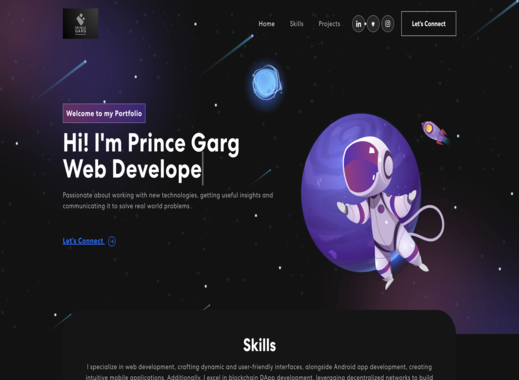 PRINCE
GARG
Home
Skills
Projects
Let's Connect
Welcome to my Portfolio
Hi! I'm Prince Garg
Web Develope
Passionate about working with new technologies, getting useful insights and
communicating it to solve real world problems .
Let's Connect
Skills
I specialize in web development, crafting dynamic and user-friendly interfaces, alongside Android app development, creating
intuitive mobile applications. Additionally, I excel in blockchain DApp development, leveraging decentralized networks to build